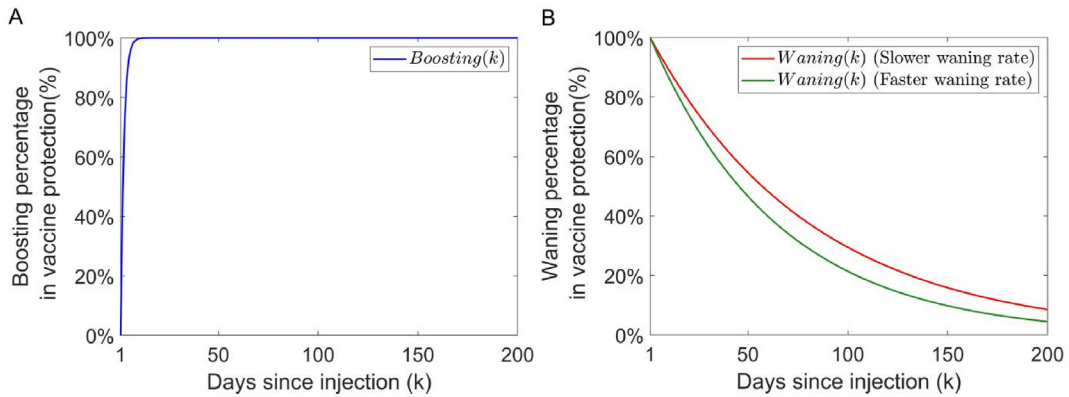 A
Boosting percentage
in vaccine protection(%)
100%
80%
60%
40%
20%
0%
Boosting(k)
1
50
100
150
200
Days since injection (k)
B
Waning percentage
in vaccine protection(%)
100%
80%
60%
40%
20%
0%
Waning(k) (Slower waning rate)
Waning(k) (Faster waning rate)
1
50
100
150
200
Days since injection (k)